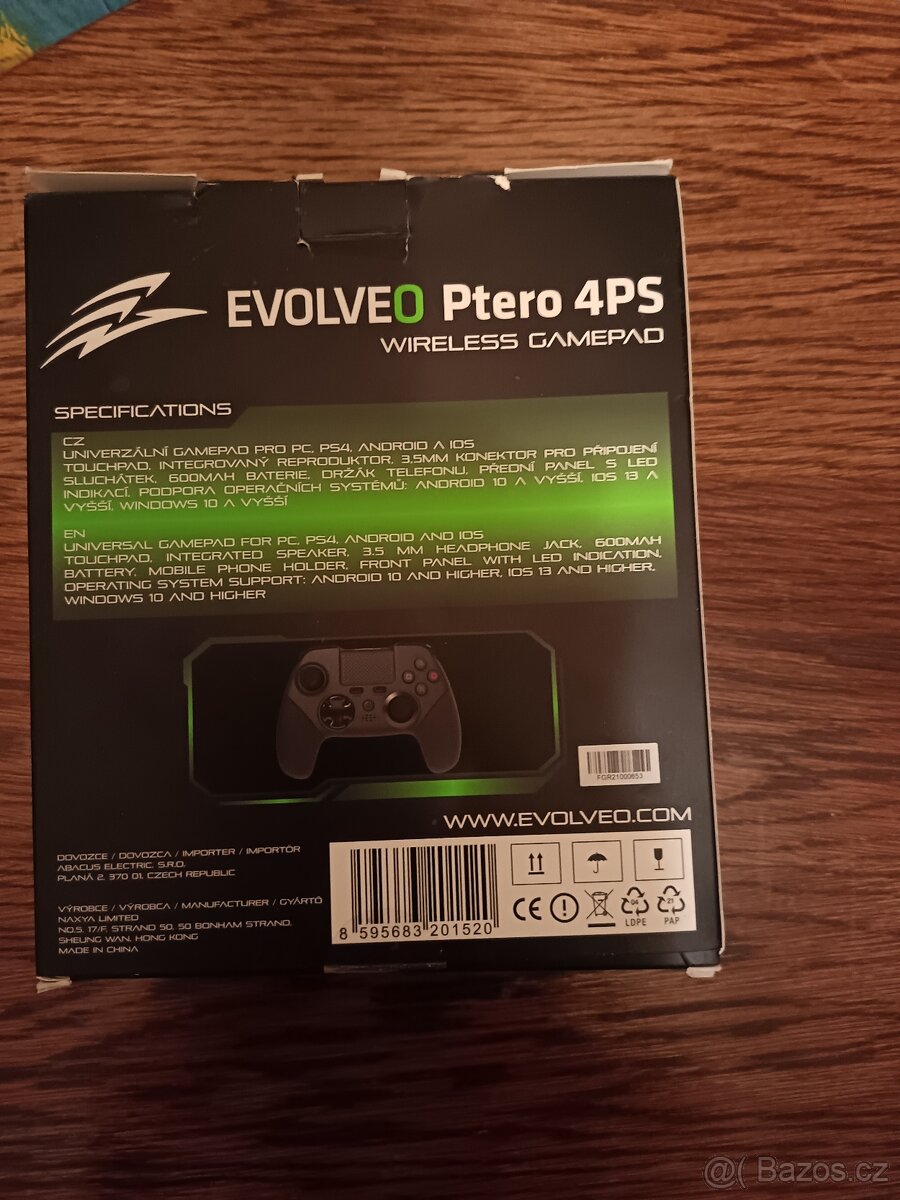 EVOLVEO Ptero 4PS
WIRELESS GAMEPAD
SPECIFICATIONS
CZ
UNIVERZÁLNÍ GAMEPAD PRO PC, PS4, ANDROID A IOS
TOUCHPAD, INTEGROVANÝ REPRODUKTOR, 3,5MM KONEKTOR PRO PŘIPOJENÍ
SLUCHÁTEK, 600MAH BATERIE, DRŽÁK TELEFONU, PŘEDNÍ PANEL S LED
INDIKACÍ, PODPORA OPERAČNÍCH SYSTÉMŮ: ANDROID 10 A VYŠŠÍ, IOS 13 A
VYŠŠÍ, WINDOWS 10 A VYŠŠÍ
EN
UNIVERSAL GAMEPAD FOR PC, PS4, ANDROID AND IOS
TOUCHPAD, INTEGRATED SPEAKER, 3.5 MM HEADPHONE JACK, 600MAH
BATTERY, MOBILE PHONE HOLDER, FRONT PANEL WITH LED INDICATION,
OPERATING SYSTEM SUPPORT: ANDROID 10 AND HIGHER, IOS 13 AND HIGHER,
WINDOWS 10 AND HIGHER
FGR21000653
WWW.EVOLVEO.COM
DOVOZCE / DOVOZCA / IMPORTER / IMPORTŐR
ABACUS ELECTRIC, S.R.O.
PLANÁ 2, 370 01, CZECH REPUBLIC
VÝROBCE / VÝROBCA / MANUFACTURER / GYÁRTÓ
NAXYA LIMITED
NO.5, 17/F, STRAND 50, 50 BONHAM STRAND,
SHEUNG WAN, HONG KONG
MADE IN CHINA
8 595683 201520
CE
04
LDPE
21
PAP
@( Bazos.cz